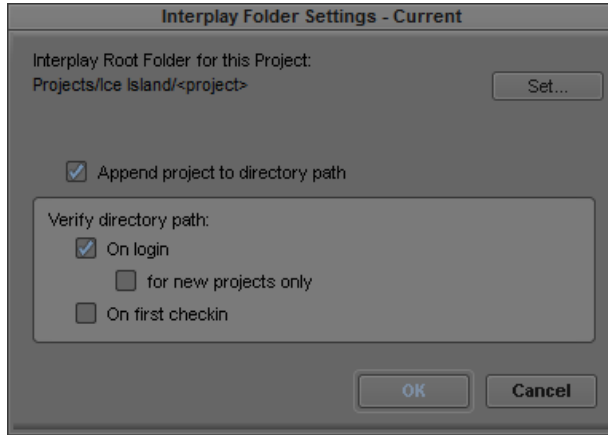 Interplay Folder Settings - Current
Interplay Root Folder for this Project:
Projects/Ice Island/<project>
Set...
Append project to directory path
Verify directory path:
On login
for new projects only
On first checkin
OK
Cancel